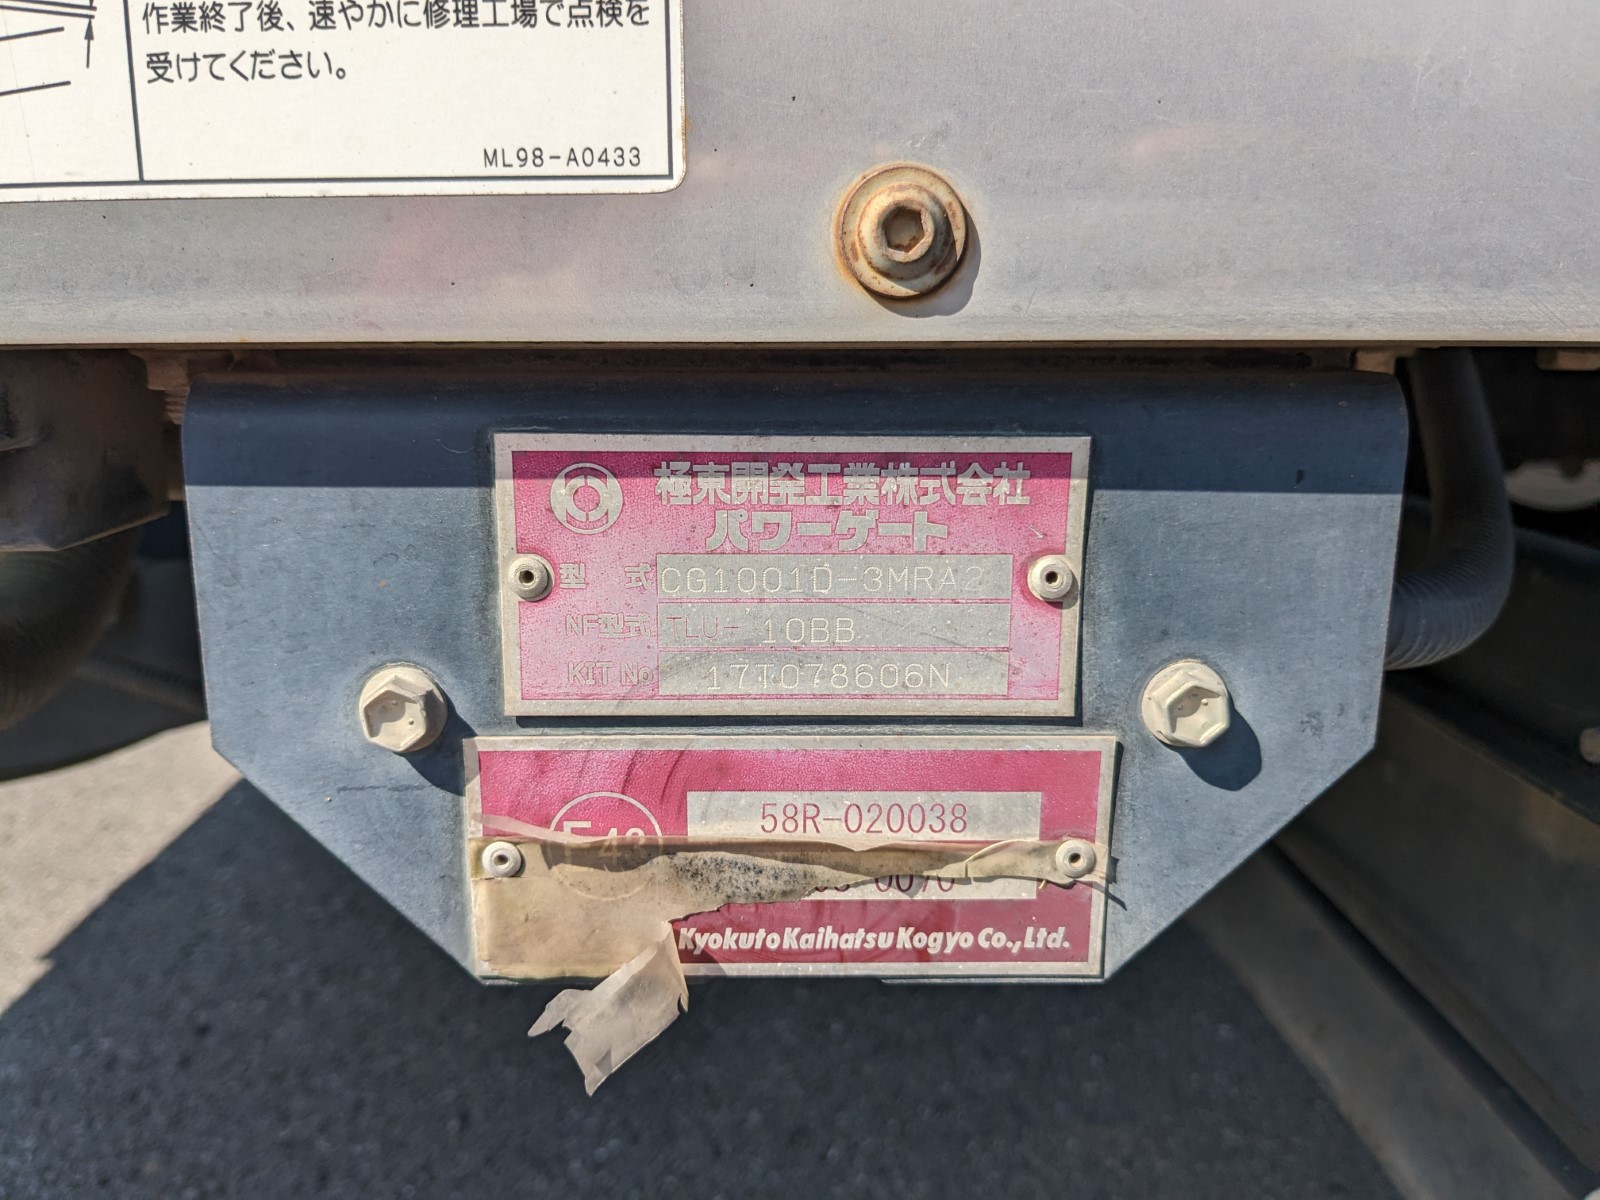 作業終了後、速やかに修理工場で点検を
受けてください。
ML98-A0433
極東開発工業株式会社
パワーゲート
型 式 CG1001D-3MRA2
NF型式 TLU- 10BB
KIT No 17T078606N
58R-020038
E 43
KyokutoKaihatsuKogyo Co.,Ltd.